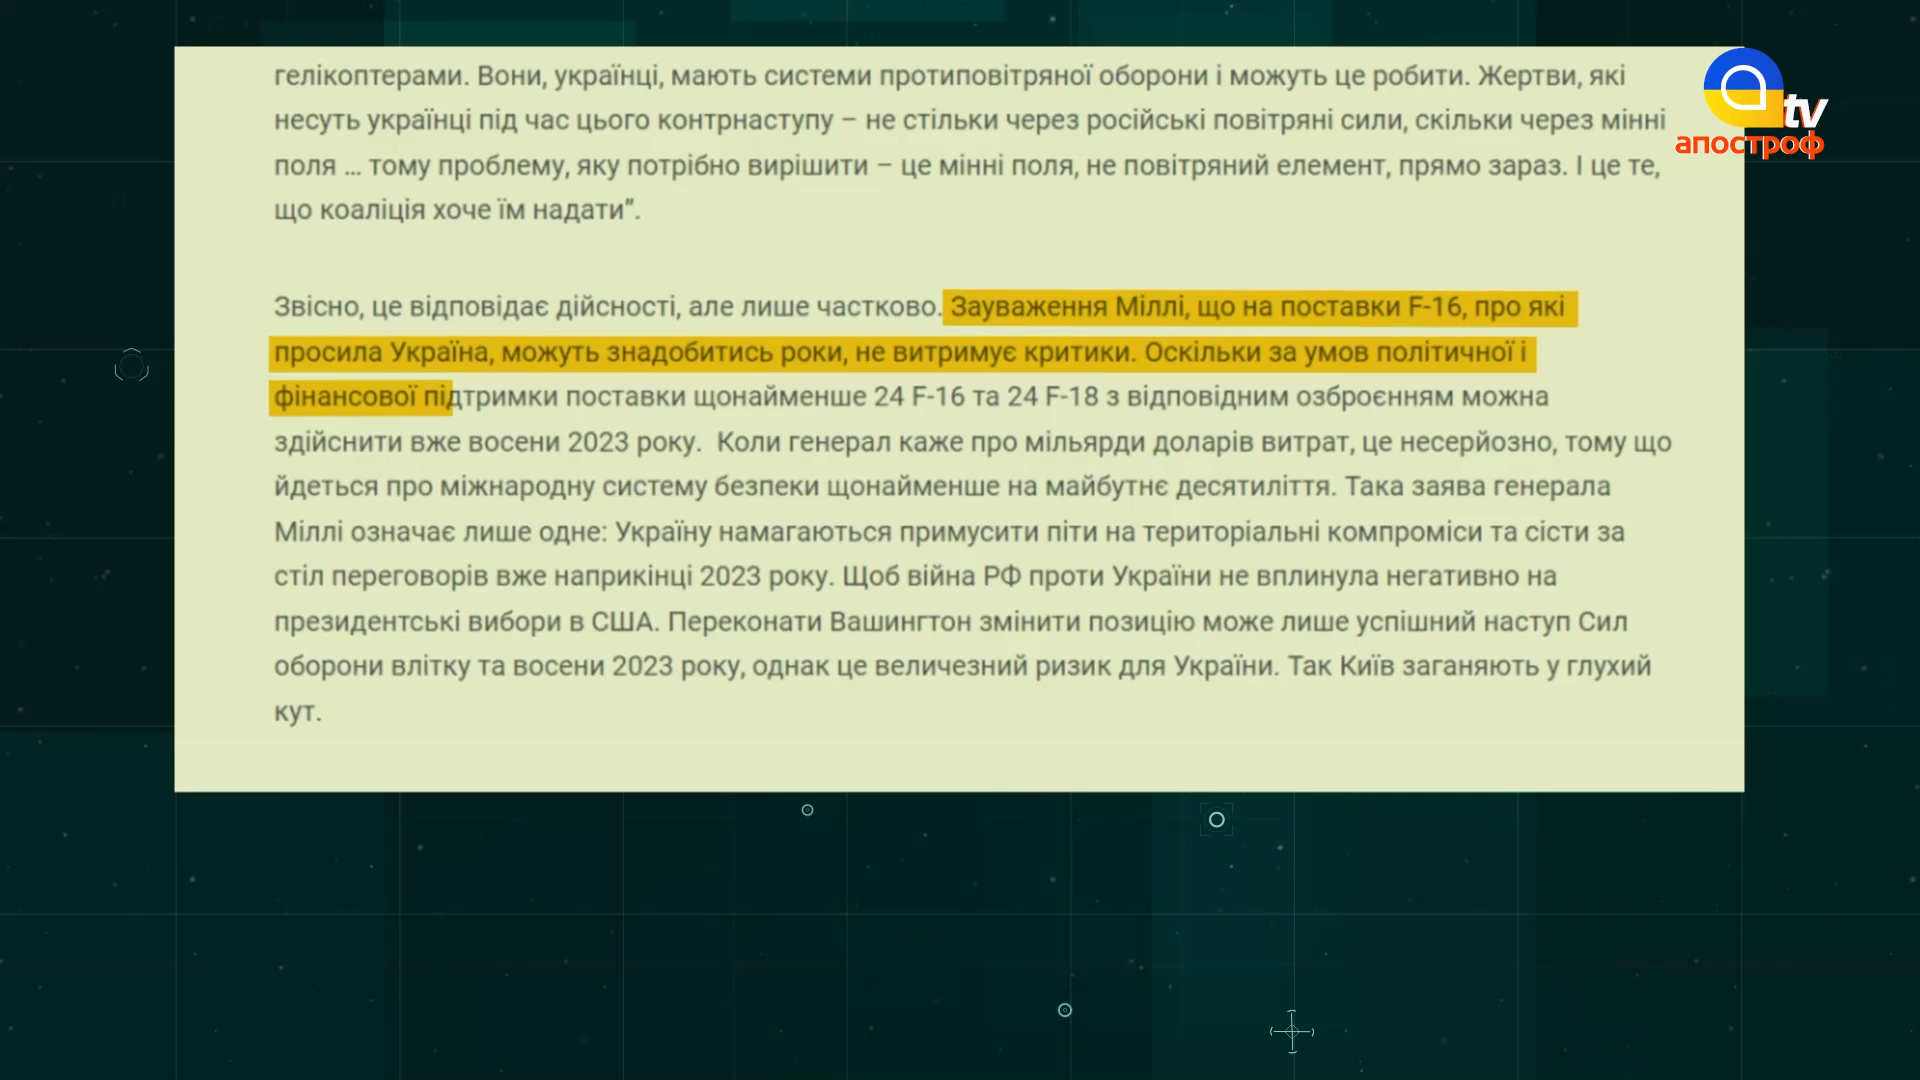 гелікоптерами. Вони, українці, мають системи протиповітряної оборони і можуть це робити. Жертви, які
несуть українці під час цього контрнаступу – не стільки через російські повітряні сили, скільки через мінні
поля ... тому проблему, яку потрібно вирішити – це мінні поля, не повітряний елемент, прямо зараз. І це те,
що коаліція хоче їм надати”.
Звісно, це відповідає дійсності, але лише частково. Зауваження Міллі, що на поставки F-16, про які
просила Україна, можуть знадобитись роки, не витримує критики. Оскільки за умов політичної і
фінансової підтримки поставки щонайменше 24 F-16 та 24 F-18 з відповідним озброєнням можна
здійснити вже восени 2023 року. Коли генерал каже про мільярди доларів витрат, це несерйозно, тому що
йдеться про міжнародну систему безпеки щонайменше на майбутнє десятиліття. Така заява генерала
Міллі означає лише одне: Україну намагаються примусити піти на територіальні компроміси та сісти за
стіл переговорів вже наприкінці 2023 року. Щоб війна РФ проти України не вплинула негативно на
президентські вибори в США. Переконати Вашингтон змінити позицію може лише успішний наступ Сил
оборони влітку та восени 2023 року, однак це величезний ризик для України. Так Київ заганяють у глухий
кут.
tv
апостроф